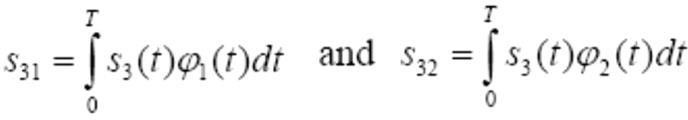 s₃₁ = ∫₀ᵀ s₃(t)φ₁(t)dt and s₃₂ = ∫₀ᵀ s₃(t)φ₂(t)dt